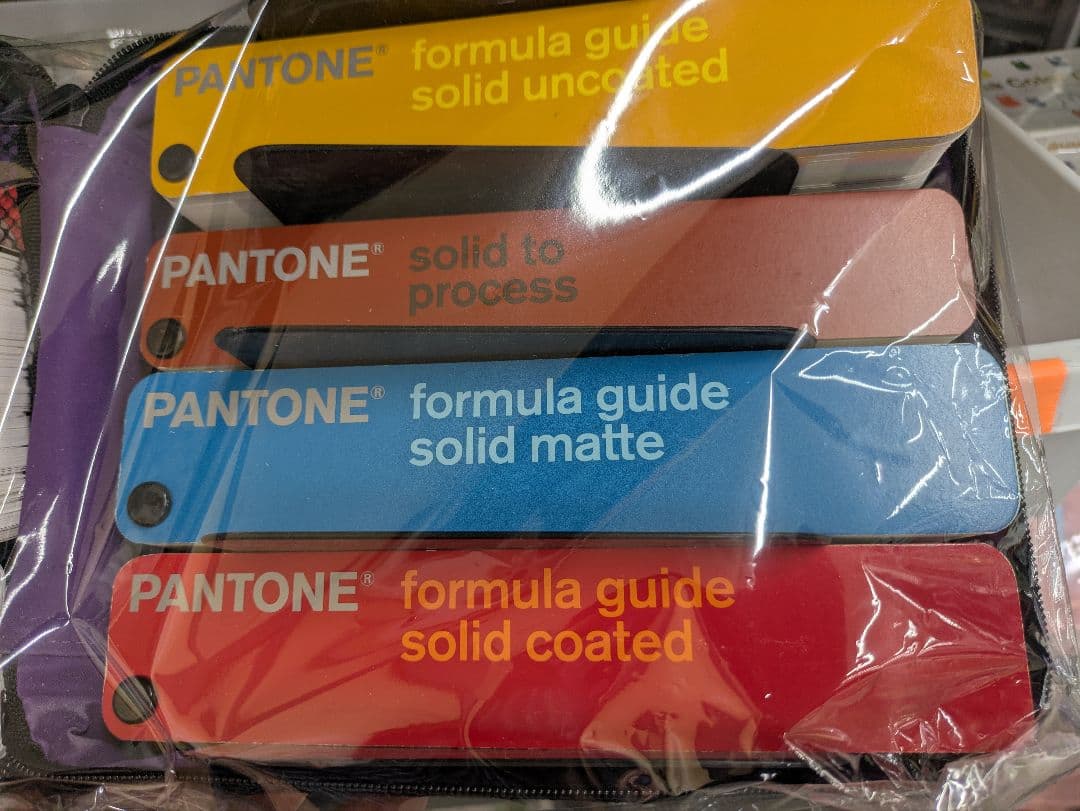 PANTONE® formula guide
solid uncoated
PANTONE® solid to
process
PANTONE® formula guide
solid matte
PANTONE® formula guide
solid coated